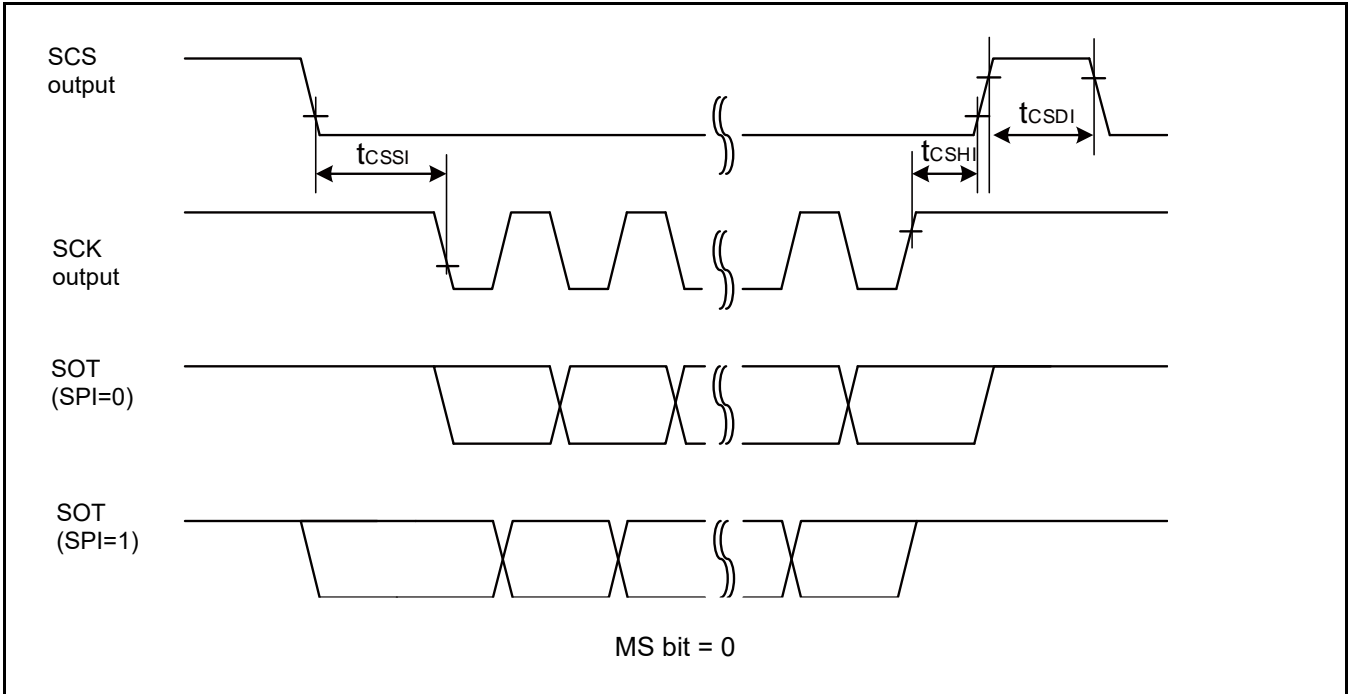 SCS
output
tCSDI
tCSSI
tCSHI
SCK
output
SOT
(SPI=0)
SOT
(SPI=1)
MS bit = 0